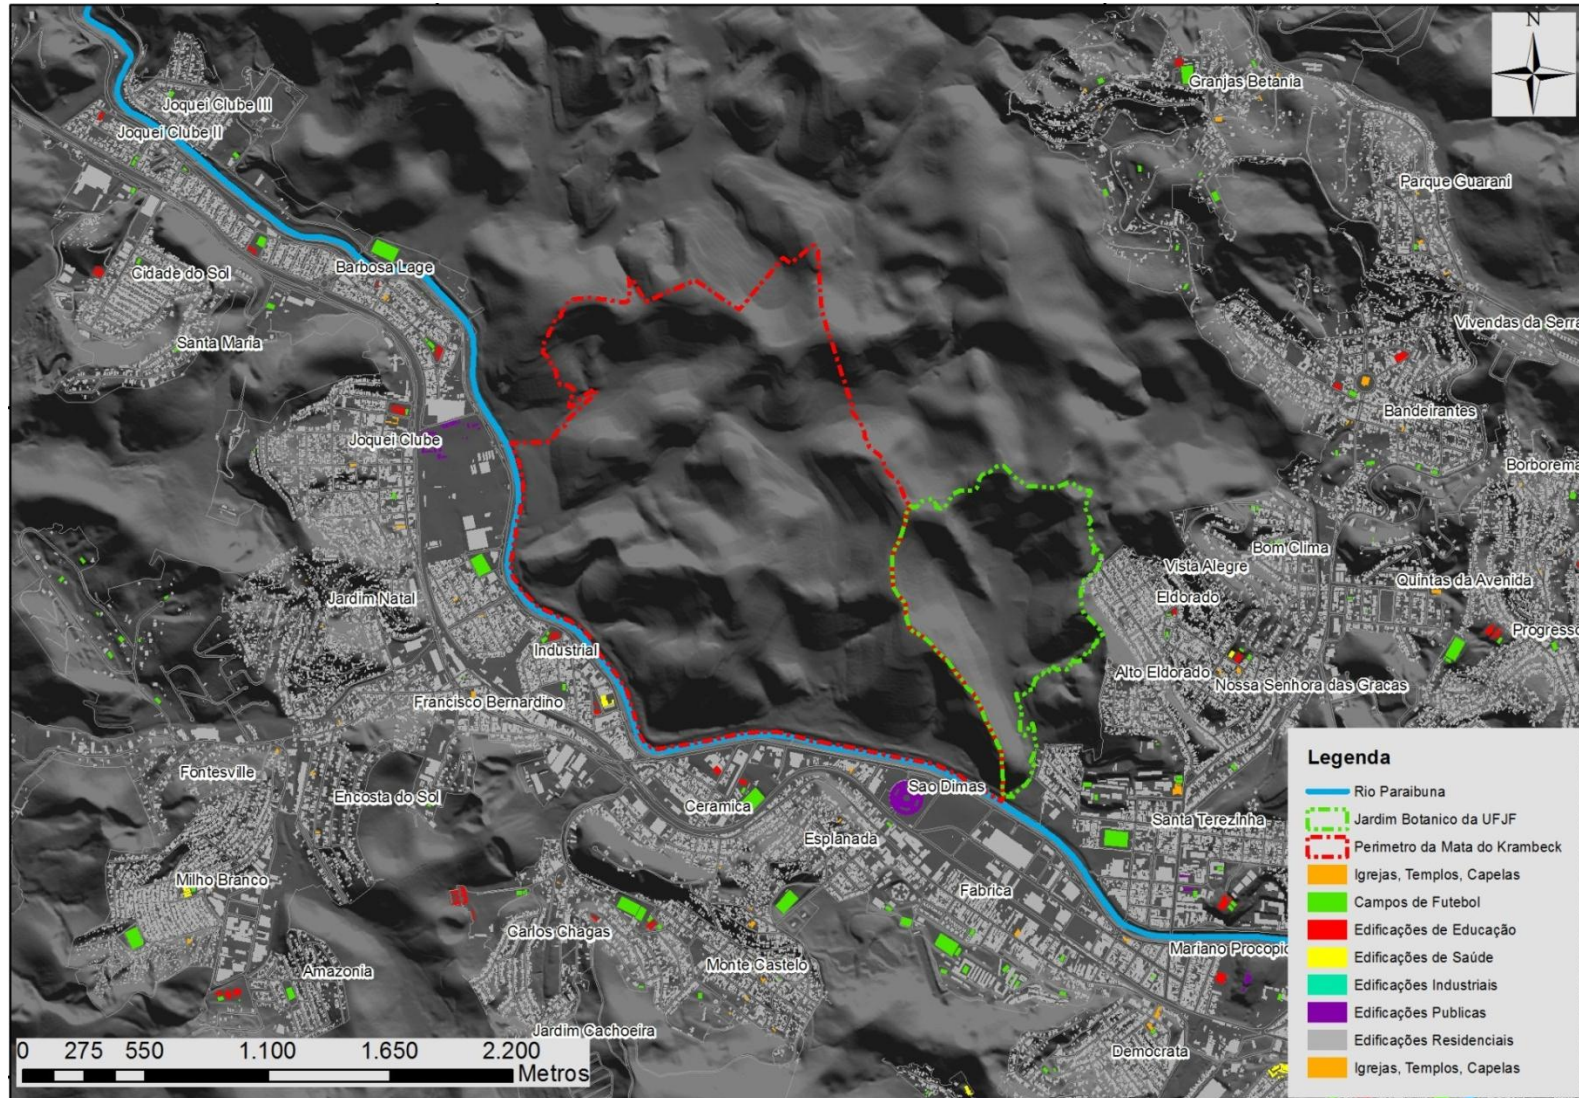 N
Granjas Betania
Joquei Clube III
Joquei Clube II
Parque Guarani
Barbosa Lage
Cidade do Sol
Vivendas da Serra
Santa Maria
Bandeirantes
Joquei Clube
Borborema
Bom Clima
Vista Alegre
Quintas da Avenida
Eldorado
Jardim Natal
Progresso
Industrial
Alto Eldorado
Nossa Senhora das Gracas
Francisco Bernardino
Fontesville
Encosta do Sol
Sao Dimas
Ceramica
Santa Terezinha
Esplanada
Milho Branco
Fabrica
Carlos Chagas
Mariano Procopio
Monte Castelo
Amazonia
Jardim Cachoeira
Democrata
Legenda
Rio Paraibuna
Jardim Botanico da UFJF
Perimetro da Mata do Krambeck
Igrejas, Templos, Capelas
Campos de Futebol
Edificações de Educação
Edificações de Saúde
Edificações Industriais
Edificações Publicas
Edificações Residenciais
Igrejas, Templos, Capelas
0 275 550 1.100 1.650 2.200
Metros